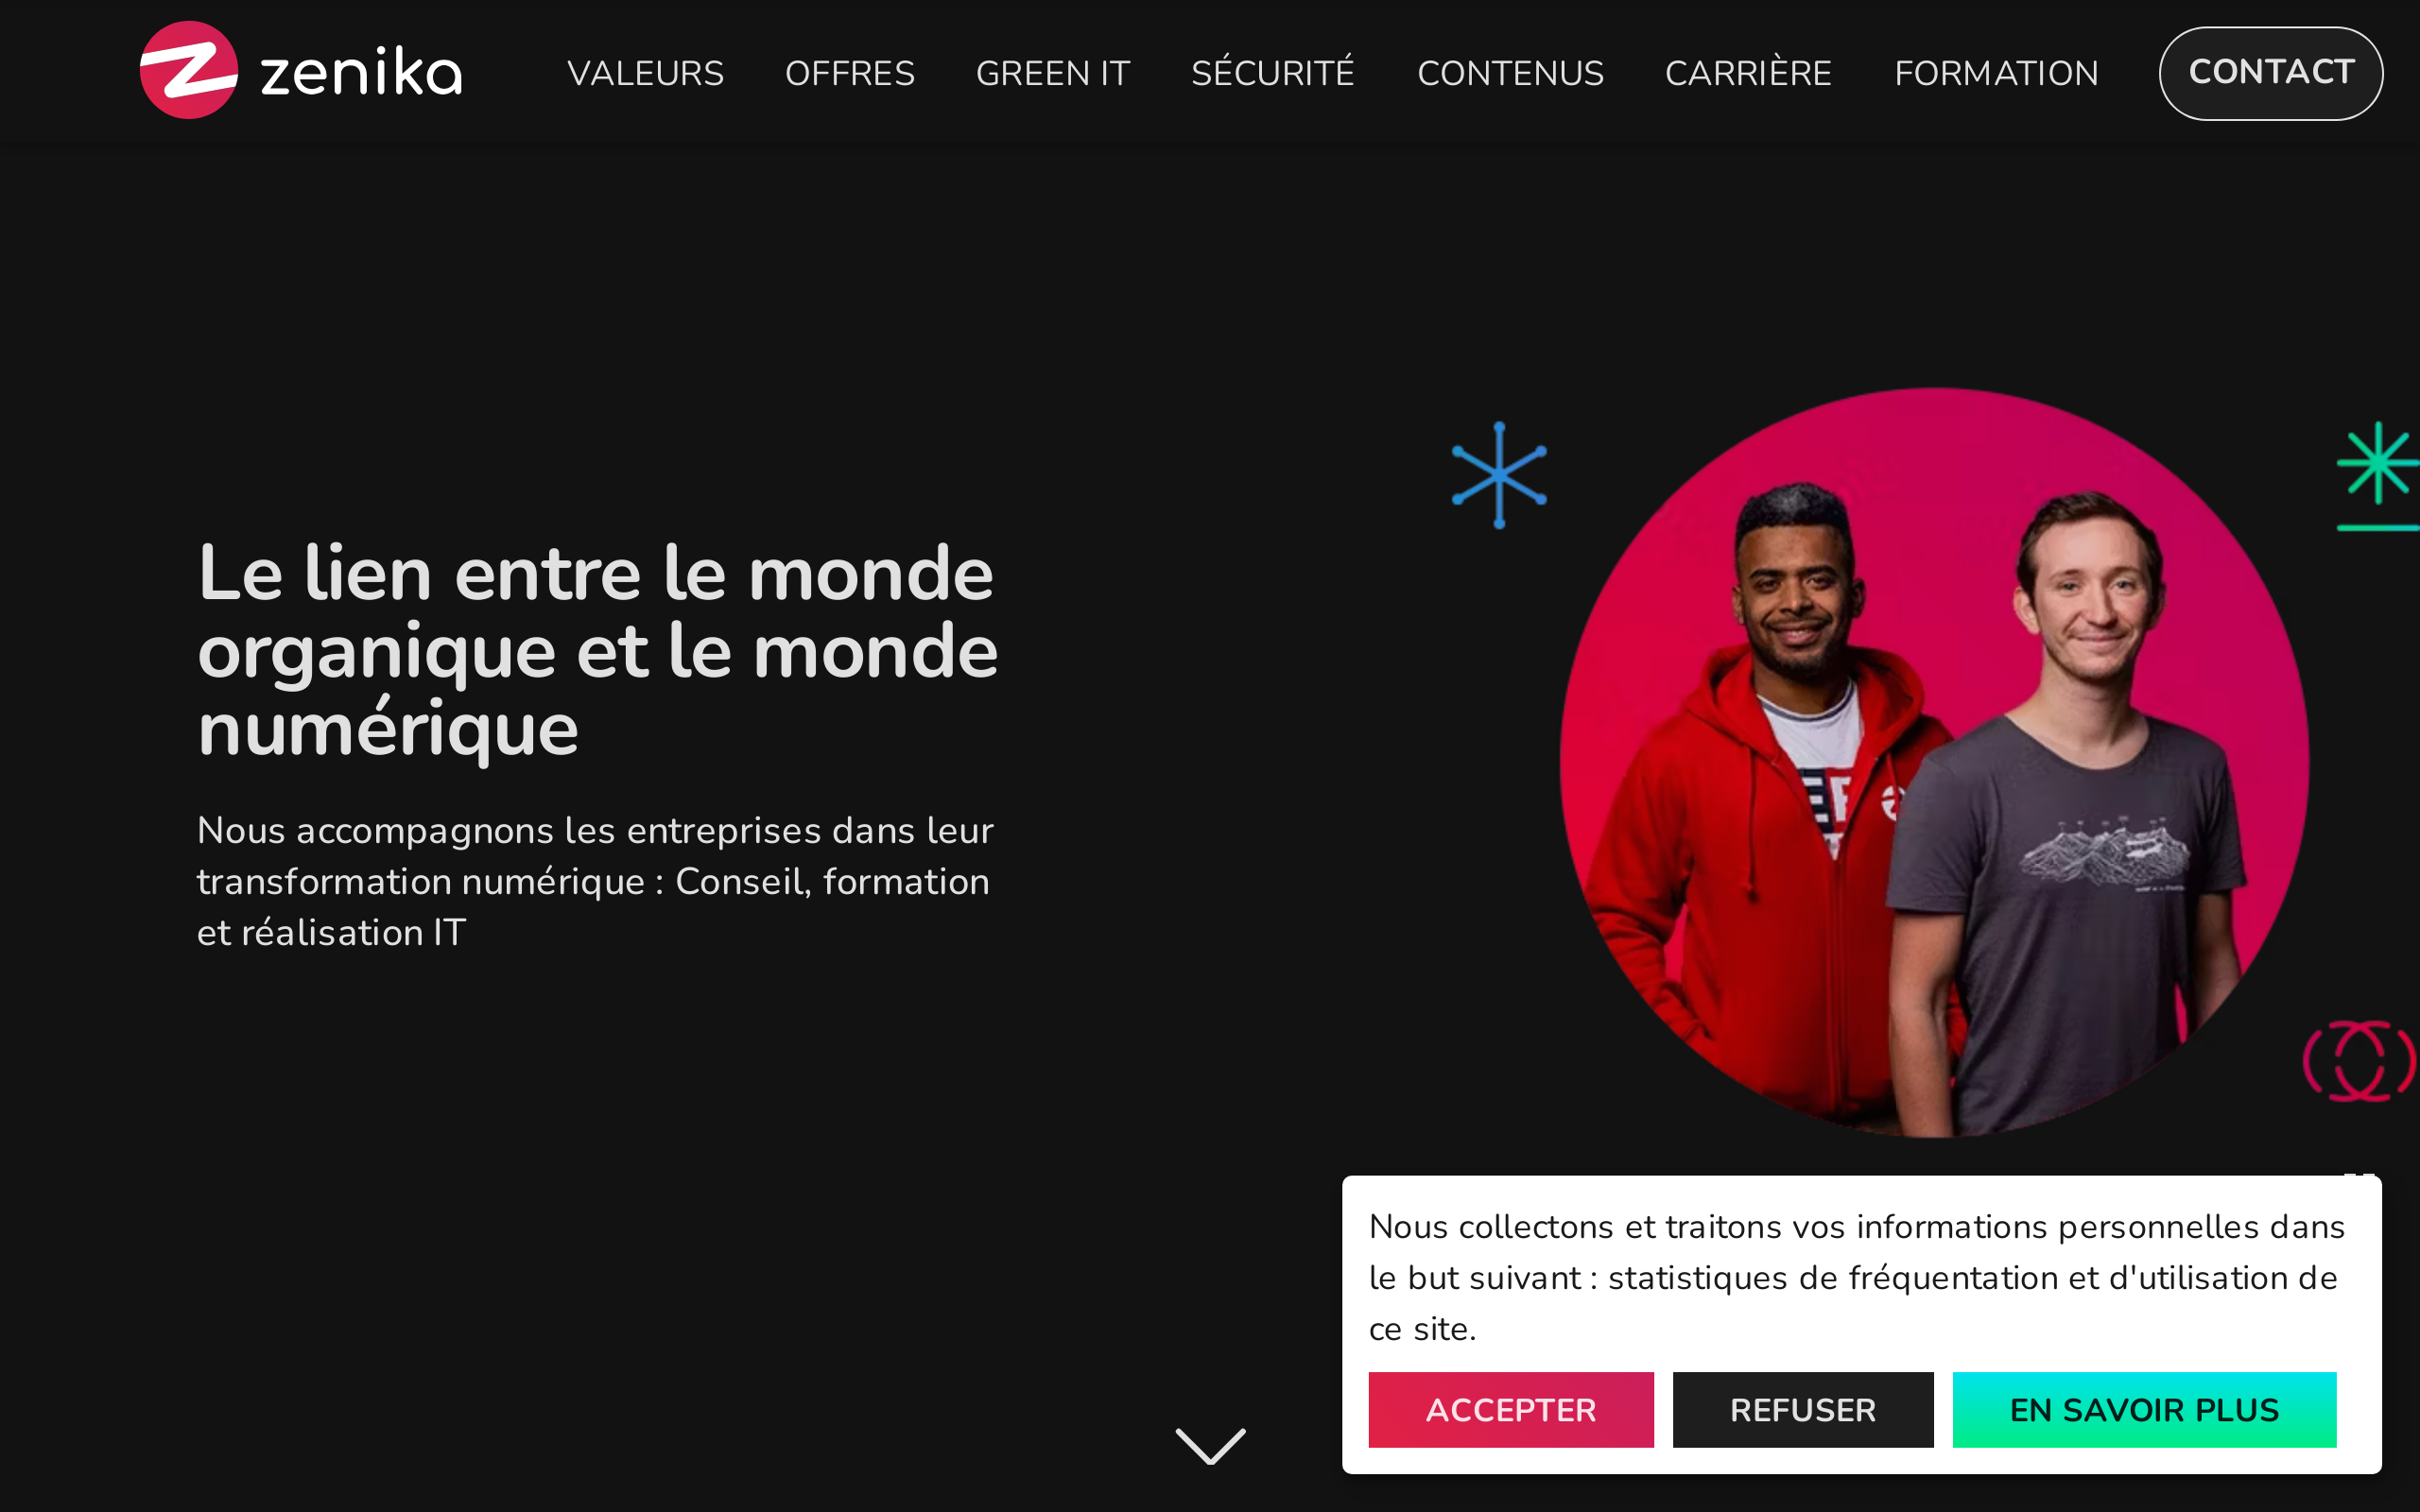 zenika
VALEURS
OFFRES
GREEN IT
SÉCURITÉ
CONTENUS
CARRIÈRE
FORMATION
CONTACT
Le lien entre le monde
organique et le monde
numérique
Nous accompagnons les entreprises dans leur
transformation numérique : Conseil, formation
et réalisation IT
Nous collectons et traitons vos informations personnelles dans
le but suivant : statistiques de fréquentation et d'utilisation de
ce site.
ACCEPTER
REFUSER
EN SAVOIR PLUS